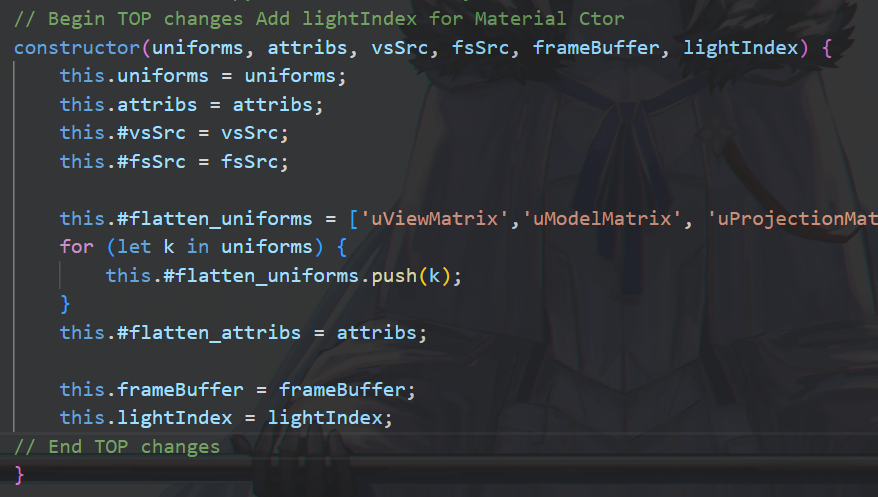 // Begin TOP changes Add lightIndex for Material Ctor
constructor(uniforms, attribs, vsSrc, fsSrc, frameBuffer, lightIndex) {
this.uniforms = uniforms;
this.attribs = attribs;
this.#vsSrc = vsSrc;
this.#fsSrc = fsSrc;
this.#flatten_uniforms = ['uViewMatrix','uModelMatrix', 'uProjectionMat
for (let k in uniforms) {
this.#flatten_uniforms.push(k);
}
this.#flatten_attribs = attribs;
this.frameBuffer = frameBuffer;
this.lightIndex = lightIndex;
// End TOP changes
}